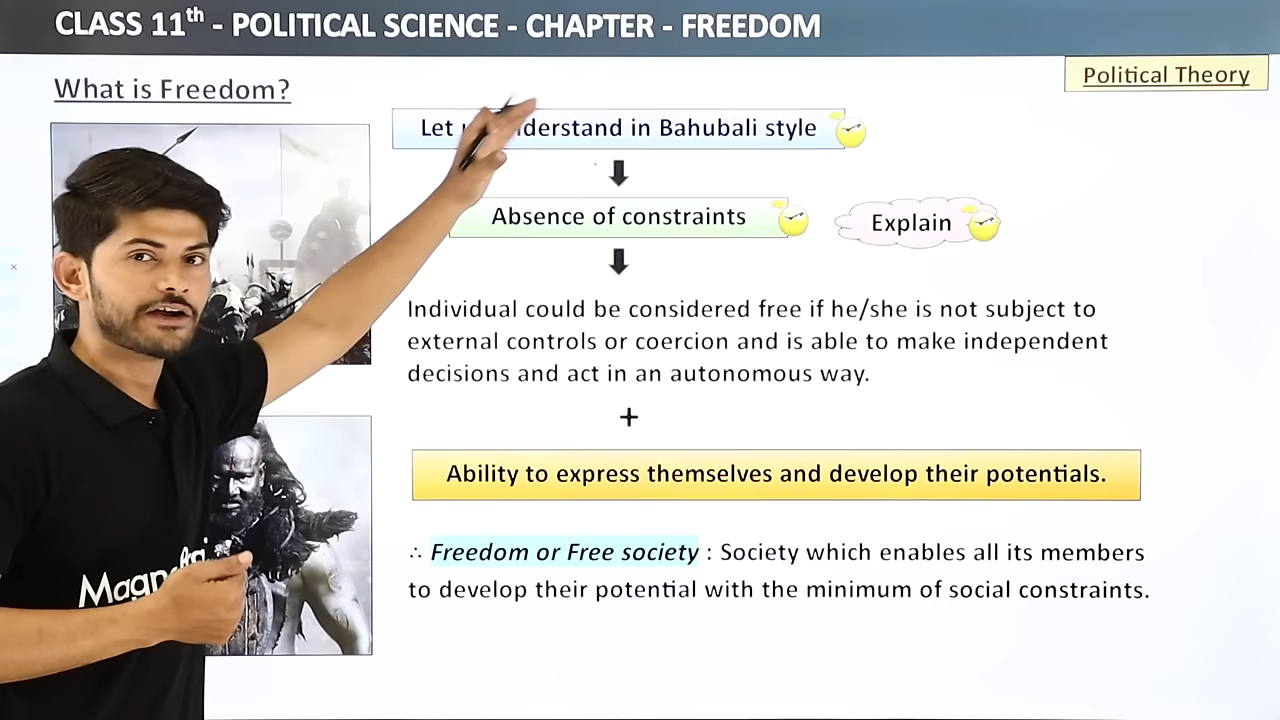 CLASS 11th - POLITICAL SCIENCE - CHAPTER - FREEDOM
What is Freedom?
Political Theory
Let understand in Bahubali style
Absence of constraints
Explain
Individual could be considered free if he/she is not subject to
external controls or coercion and is able to make independent
decisions and act in an autonomous way.
+
Ability to express themselves and develop their potentials.
∴ Freedom or Free society : Society which enables all its members
to develop their potential with the minimum of social constraints.